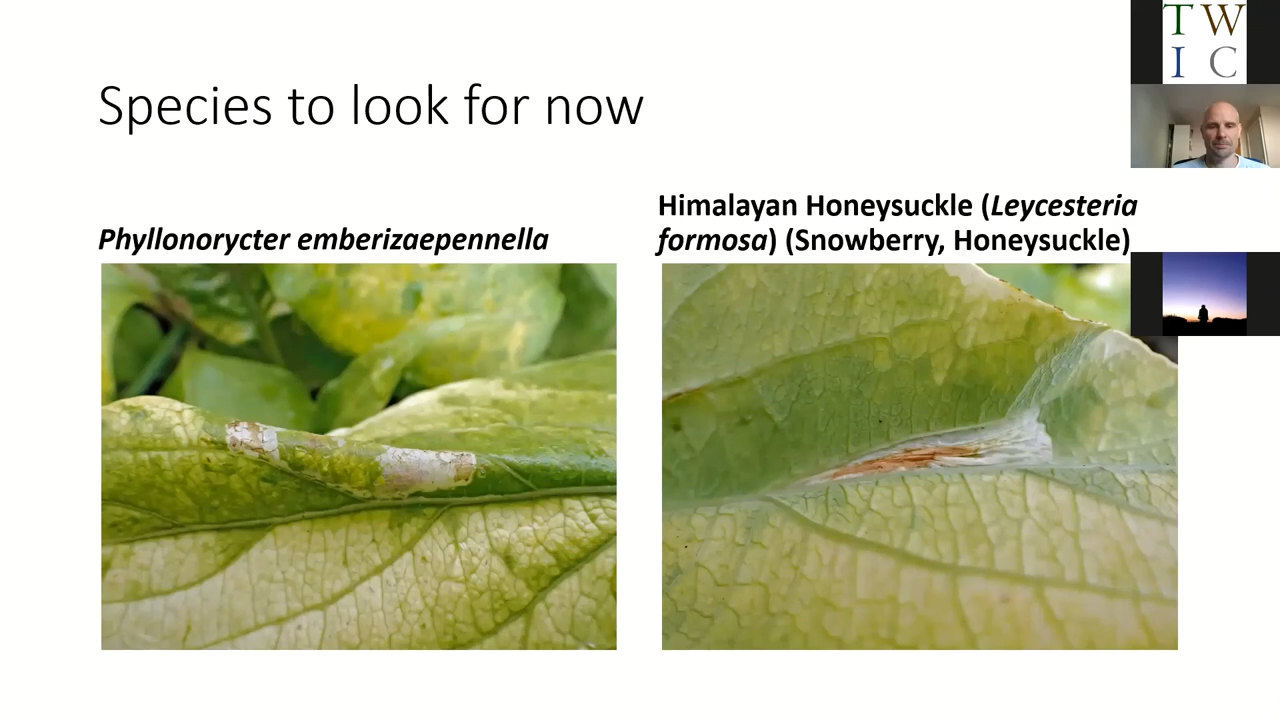 T W
I C
Species to look for now
Phyllonorycter emberizaepennella
Himalayan Honeysuckle (Leycesteria
formosa) (Snowberry, Honeysuckle)